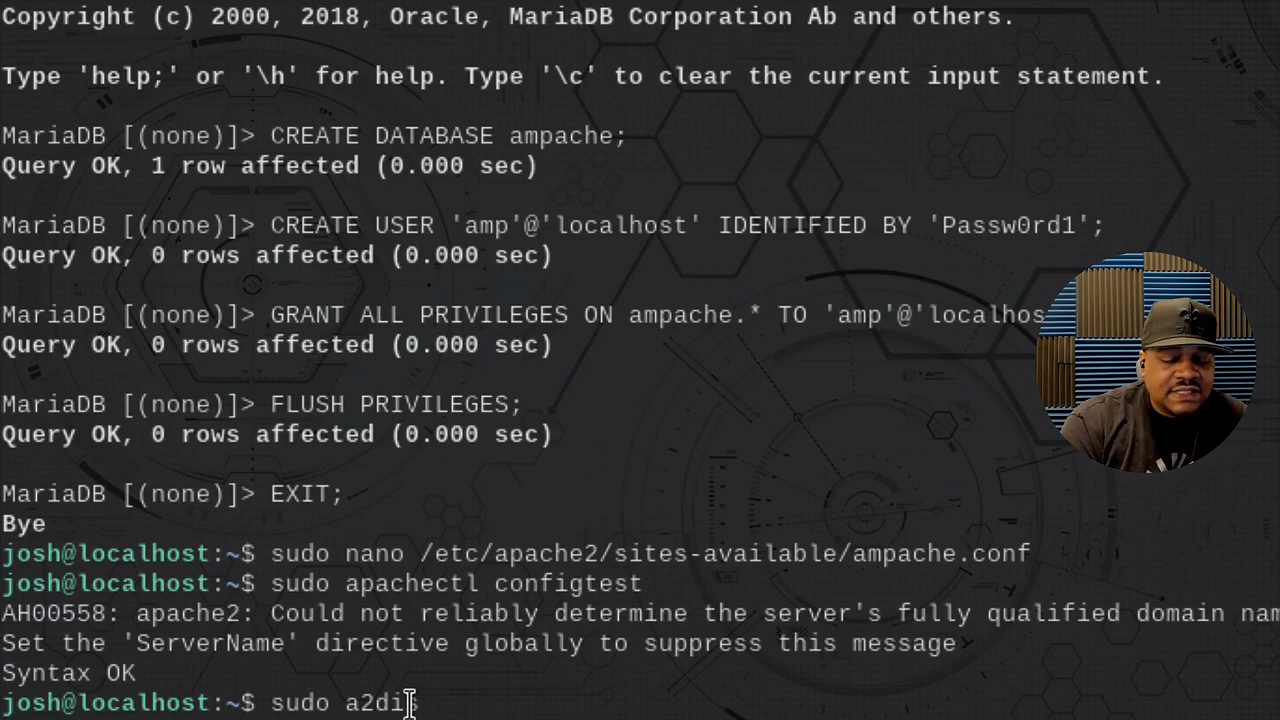 Copyright (c) 2000, 2018, Oracle, MariaDB Corporation Ab and others.
Type 'help;' or '\h' for help. Type '\c' to clear the current input statement.
MariaDB [(none)]> CREATE DATABASE ampache;
Query OK, 1 row affected (0.000 sec)
MariaDB [(none)]> CREATE USER 'amp'@'localhost' IDENTIFIED BY 'Passw0rd1';
Query OK, 0 rows affected (0.000 sec)
MariaDB [(none)]> GRANT ALL PRIVILEGES ON ampache.* TO 'amp'@'localhos
Query OK, 0 rows affected (0.000 sec)
MariaDB [(none)]> FLUSH PRIVILEGES;
Query OK, 0 rows affected (0.000 sec)
MariaDB [(none)]> EXIT;
Bye
josh@localhost:~$ sudo nano /etc/apache2/sites-available/ampache.conf
josh@localhost:~$ sudo apachectl configtest
AH00558: apache2: Could not reliably determine the server's fully qualified domain nam
Set the 'ServerName' directive globally to suppress this message
Syntax OK
josh@localhost:~$ sudo a2dis